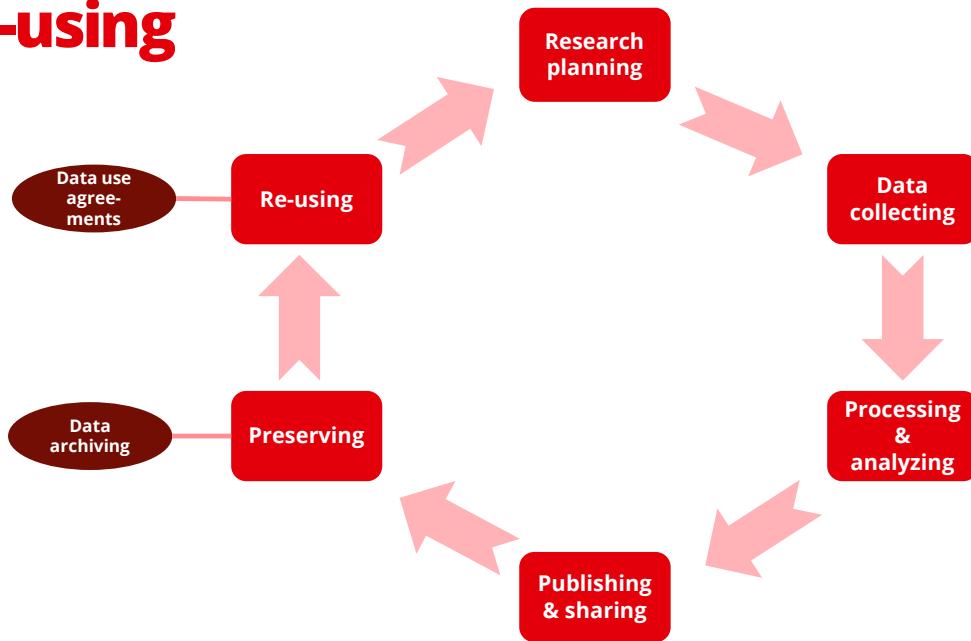 -using
Research
planning
Data
collecting
Processing
&
analyzing
Publishing
& sharing
Preserving
Data
archiving
Re-using
Data use
agree-
ments